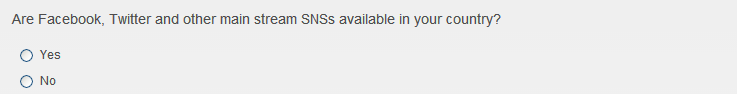 Are Facebook, Twitter and other main stream SNSs available in your country?
Yes
No